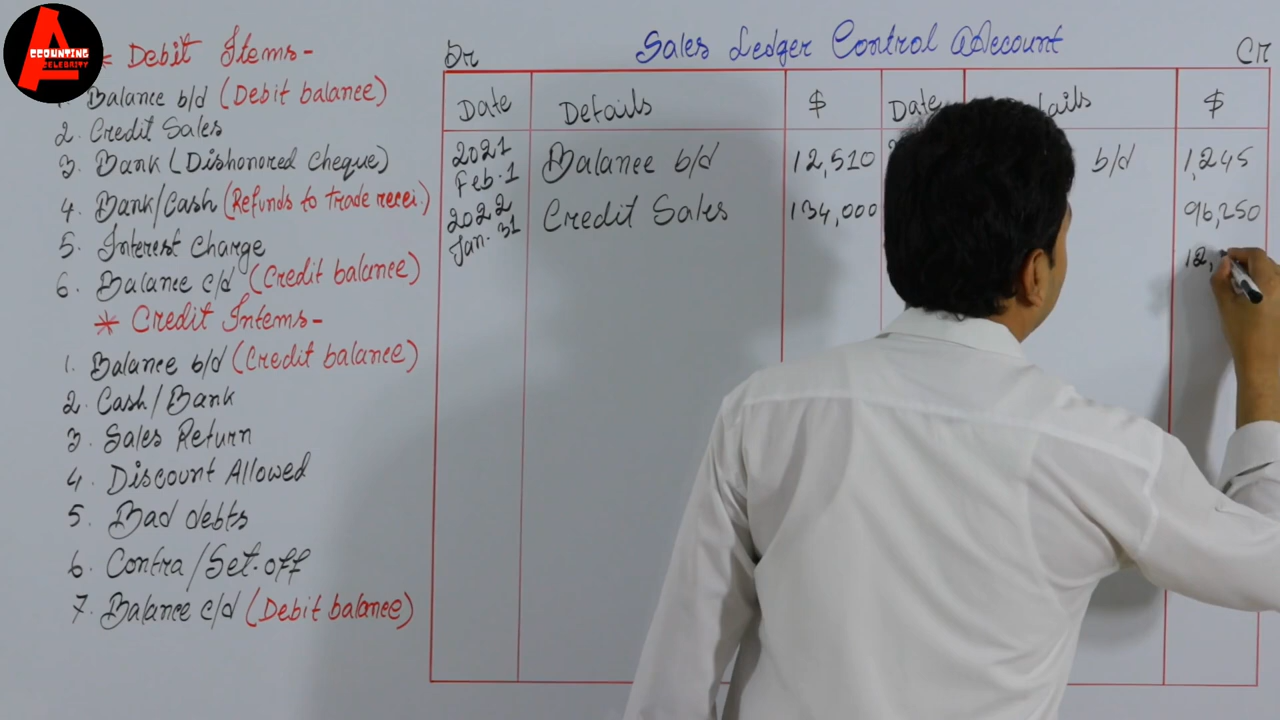 ACCOUNTING
CELEBRITY
* Debit Items-
1. Balance b/d (Debit balance)
2. Credit Sales
3. Bank (Dishonored cheque)
4. Bank/Cash (Refunds to trade recei.)
5. Interest Charge
6. Balance c/d (Credit balance)
* Credit Intems-
1. Balance b/d (Credit balance)
2. Cash/Bank
3. Sales Return
4. Discount Allowed
5. Bad debts
6. Contra/Set-off
7. Balance c/d (Debit balance)
Dr Sales Ledger Control Account Cr
Date Details $ Date $
2021
Feb. 1 Balance b/d 12,510 b/d 1,245
2022
Jan. 31 Credit Sales 134,000 96,250
12,